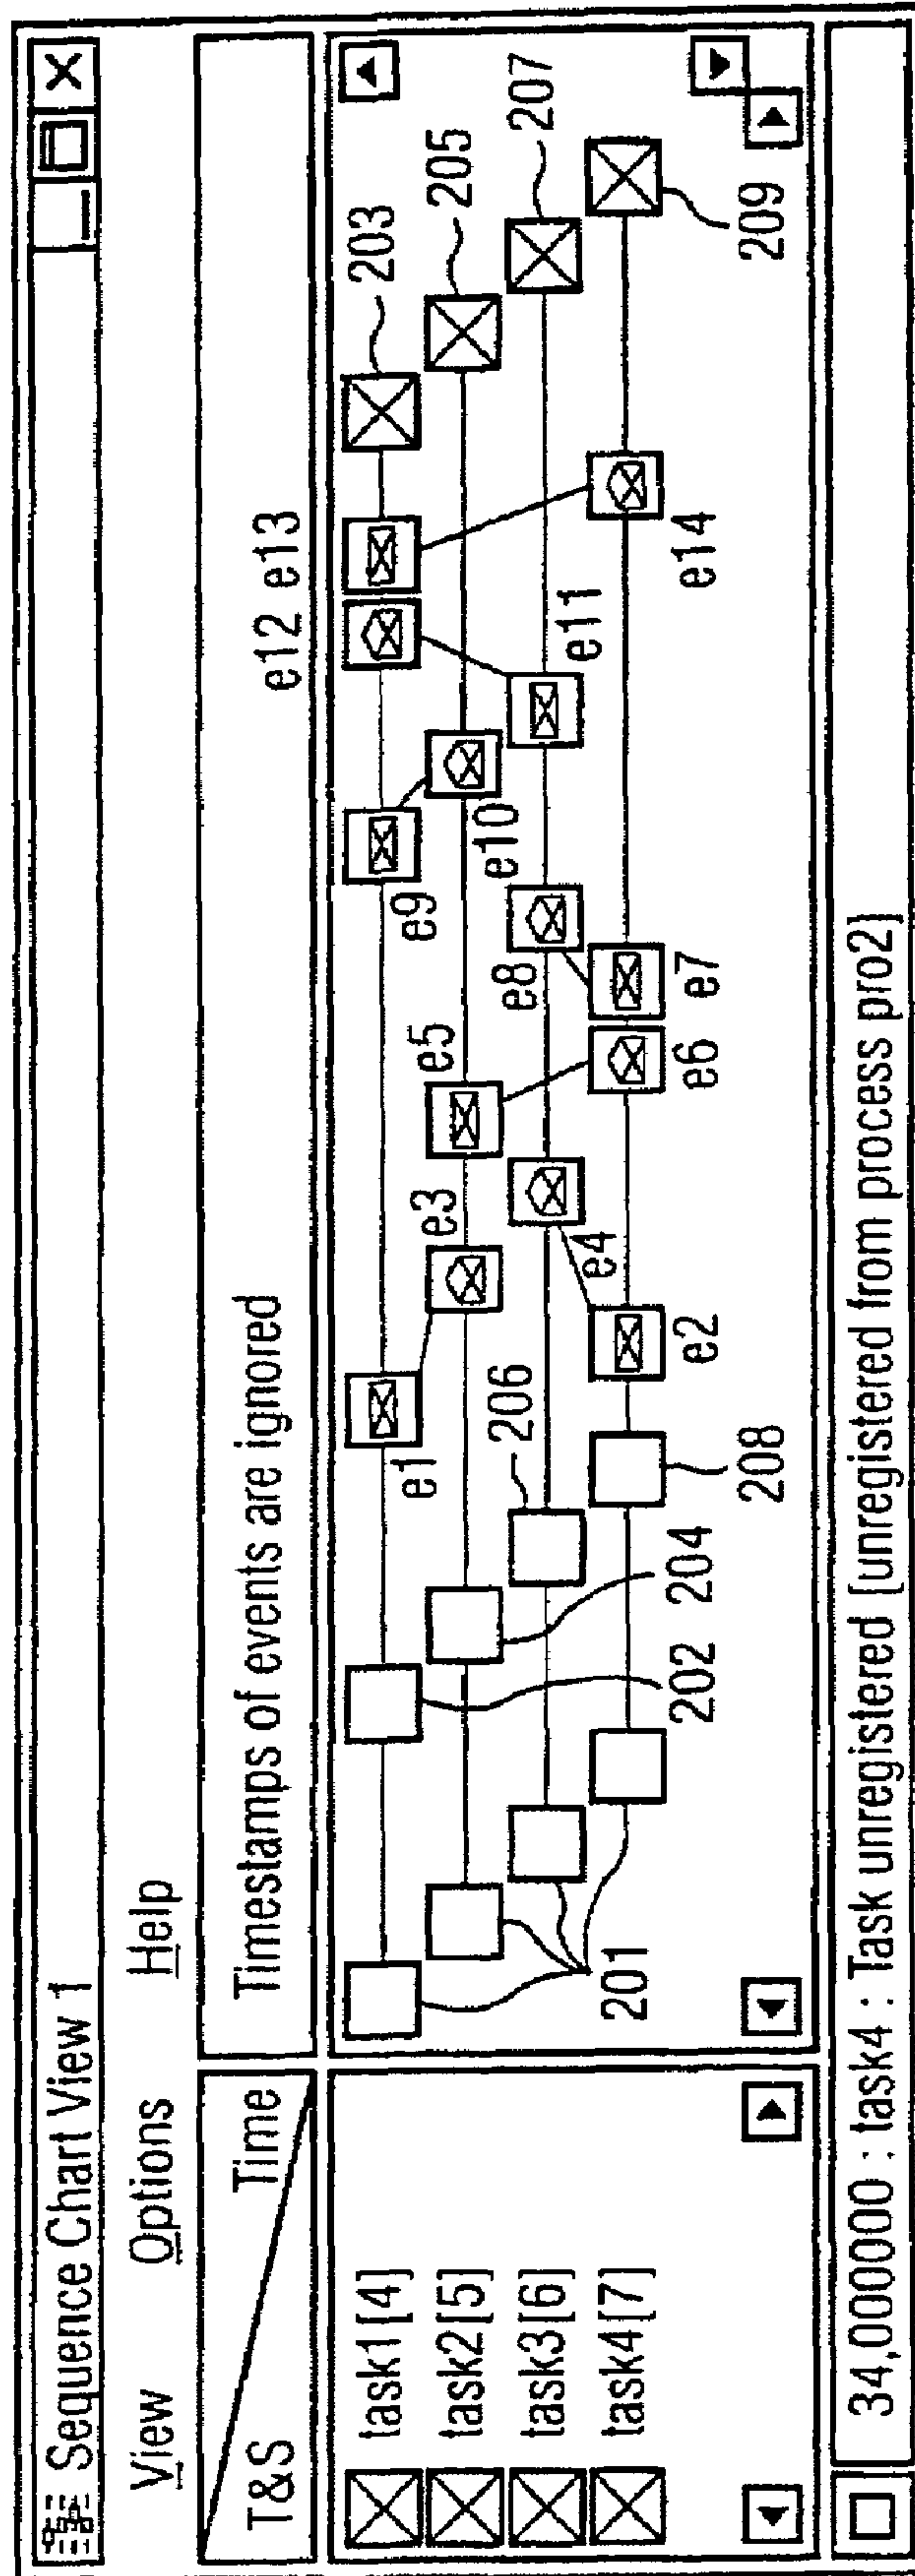 Sequence Chart View 1
View Options Help
T&S Time
Timestamps of events are ignored
task1[4]
task2[5]
task3[6]
task4[7]
e12 e13
203
205
207
209
e1
e3
e5
e9
e10
e8
e11
e4
e2
e6
e7
e14
206
201
202
204
208
34,000000 : task4 : Task unregistered [unregistered from process pro2]